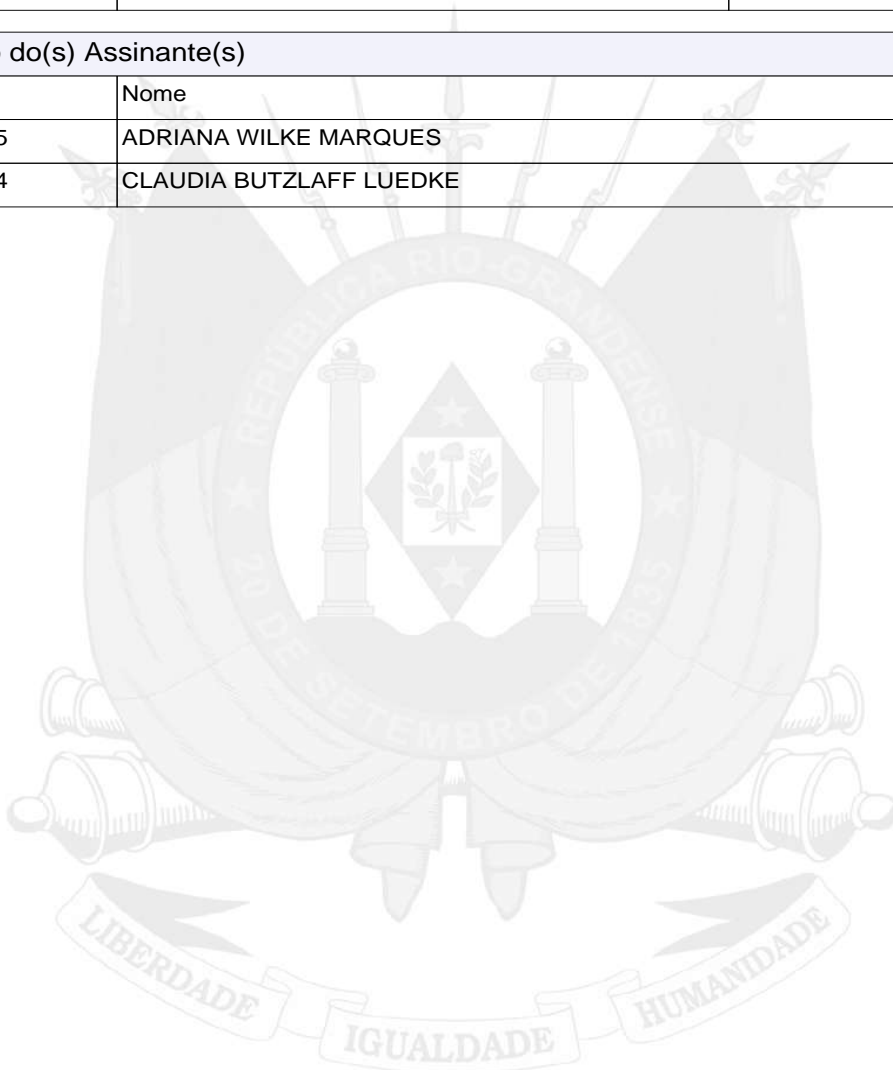 do(s) Assinante(s)
Nome
5 ADRIANA WILKE MARQUES
4 CLAUDIA BUTZLAFF LUEDKE
REPÚBLICA RIO-GRANDENSE
20 DE SETEMBRO DE 1835
LIBERDADE IGUALDADE HUMANIDADE